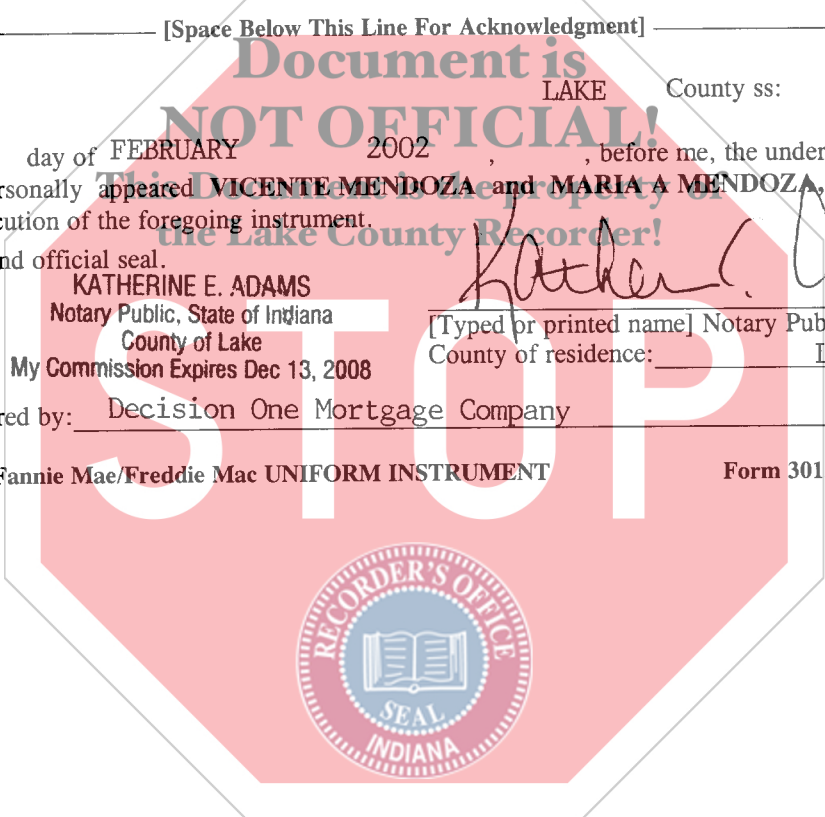 [Space Below This Line For Acknowledgment]
Document is
LAKE County ss:
NOT OFFICIAL!
day of FEBRUARY 2002 , , before me, the under
rsonally appeared VICENTE MENDOZA and MARIA A MENDOZA,
This Document is the property of
cution of the foregoing instrument.
the Lake County Recorder!
nd official seal.
KATHERINE E. ADAMS
Notary Public, State of Indiana
County of Lake
My Commission Expires Dec 13, 2008
[Typed or printed name] Notary Pub
County of residence:
red by: Decision One Mortgage Company
STOP
Fannie Mae/Freddie Mac UNIFORM INSTRUMENT Form 301
RECORDER'S OFFICE
SEAL
INDIANA